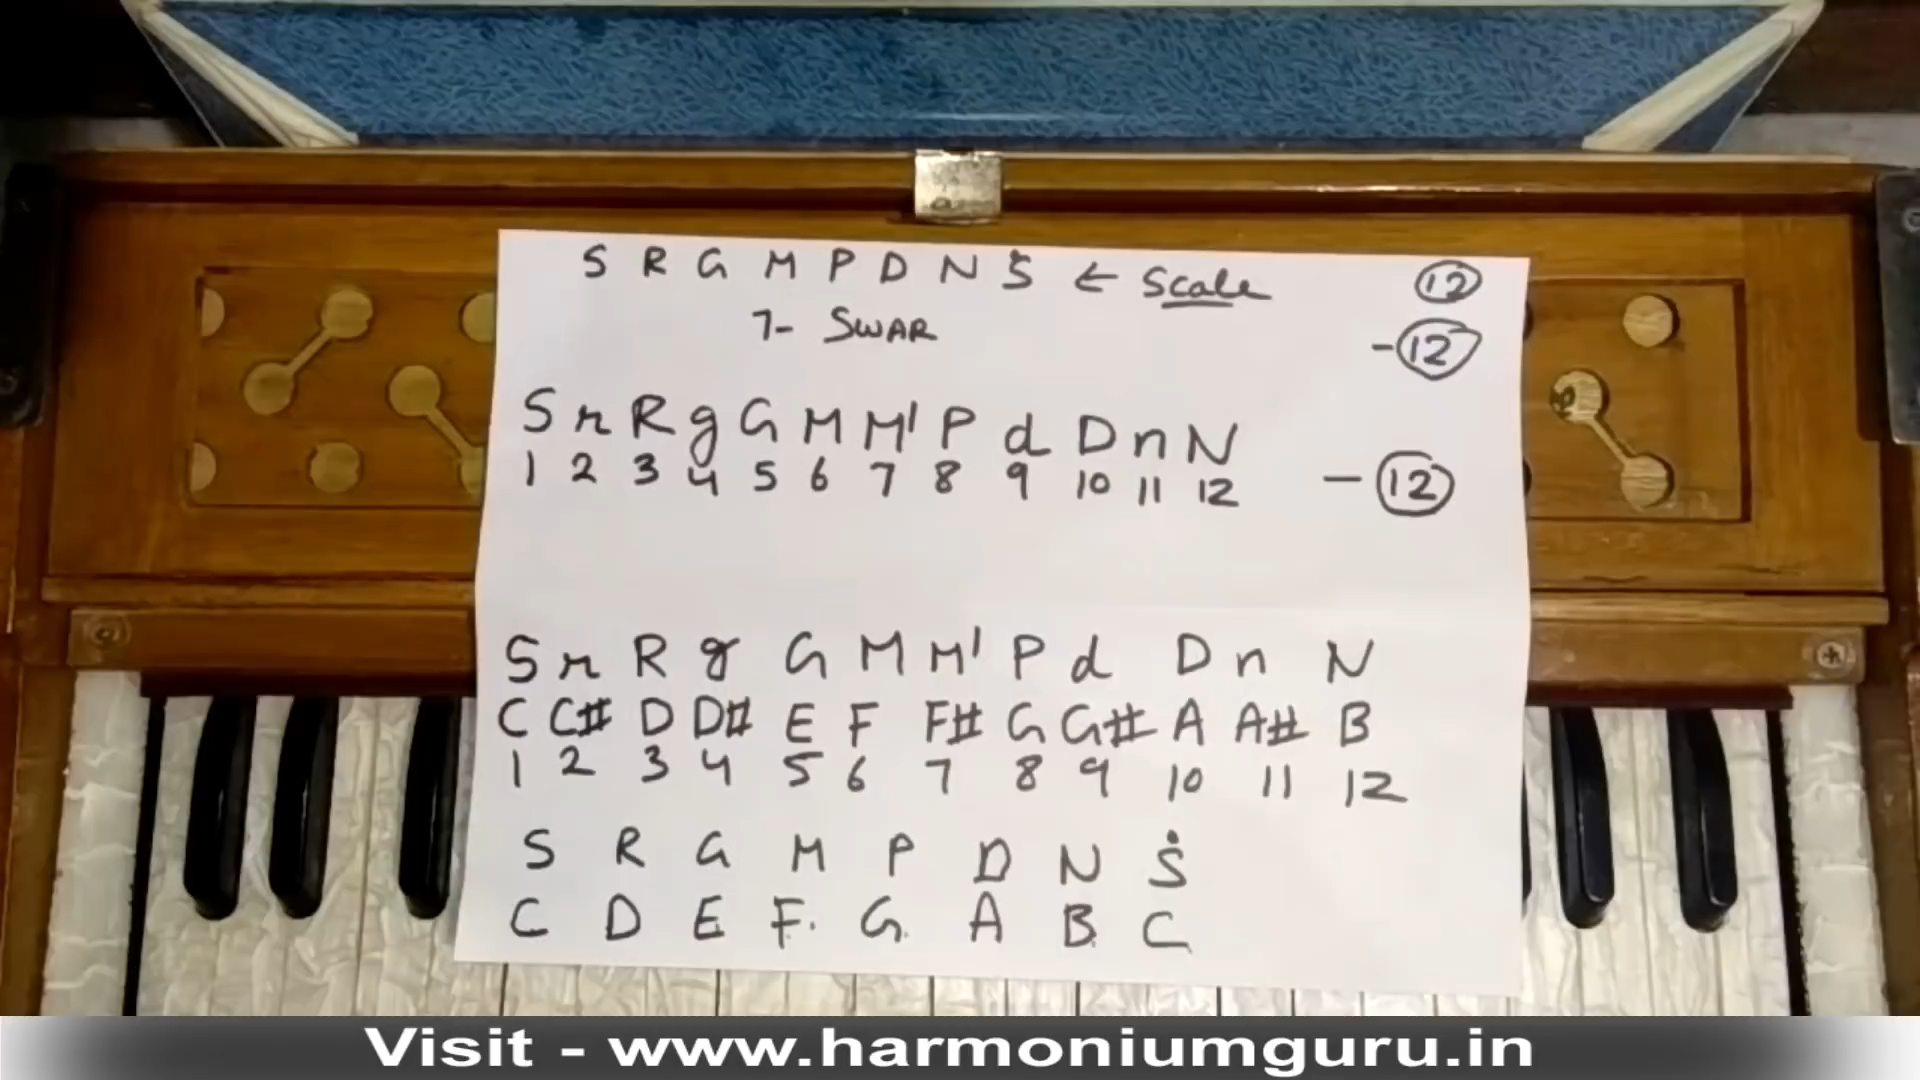 S R G M P D N Ṡ ← Scale ⑫
7- SWAR -⑫
S r R g G M M' P d D n N
1 2 3 4 5 6 7 8 9 10 11 12 - ⑫
S r R g G M M' P d D n N
C C# D D# E F F# G G# A A# B
1 2 3 4 5 6 7 8 9 10 11 12
S R G M P D N Ṡ
C D E F. G. A B. C
Visit - www.harmoniumguru.in